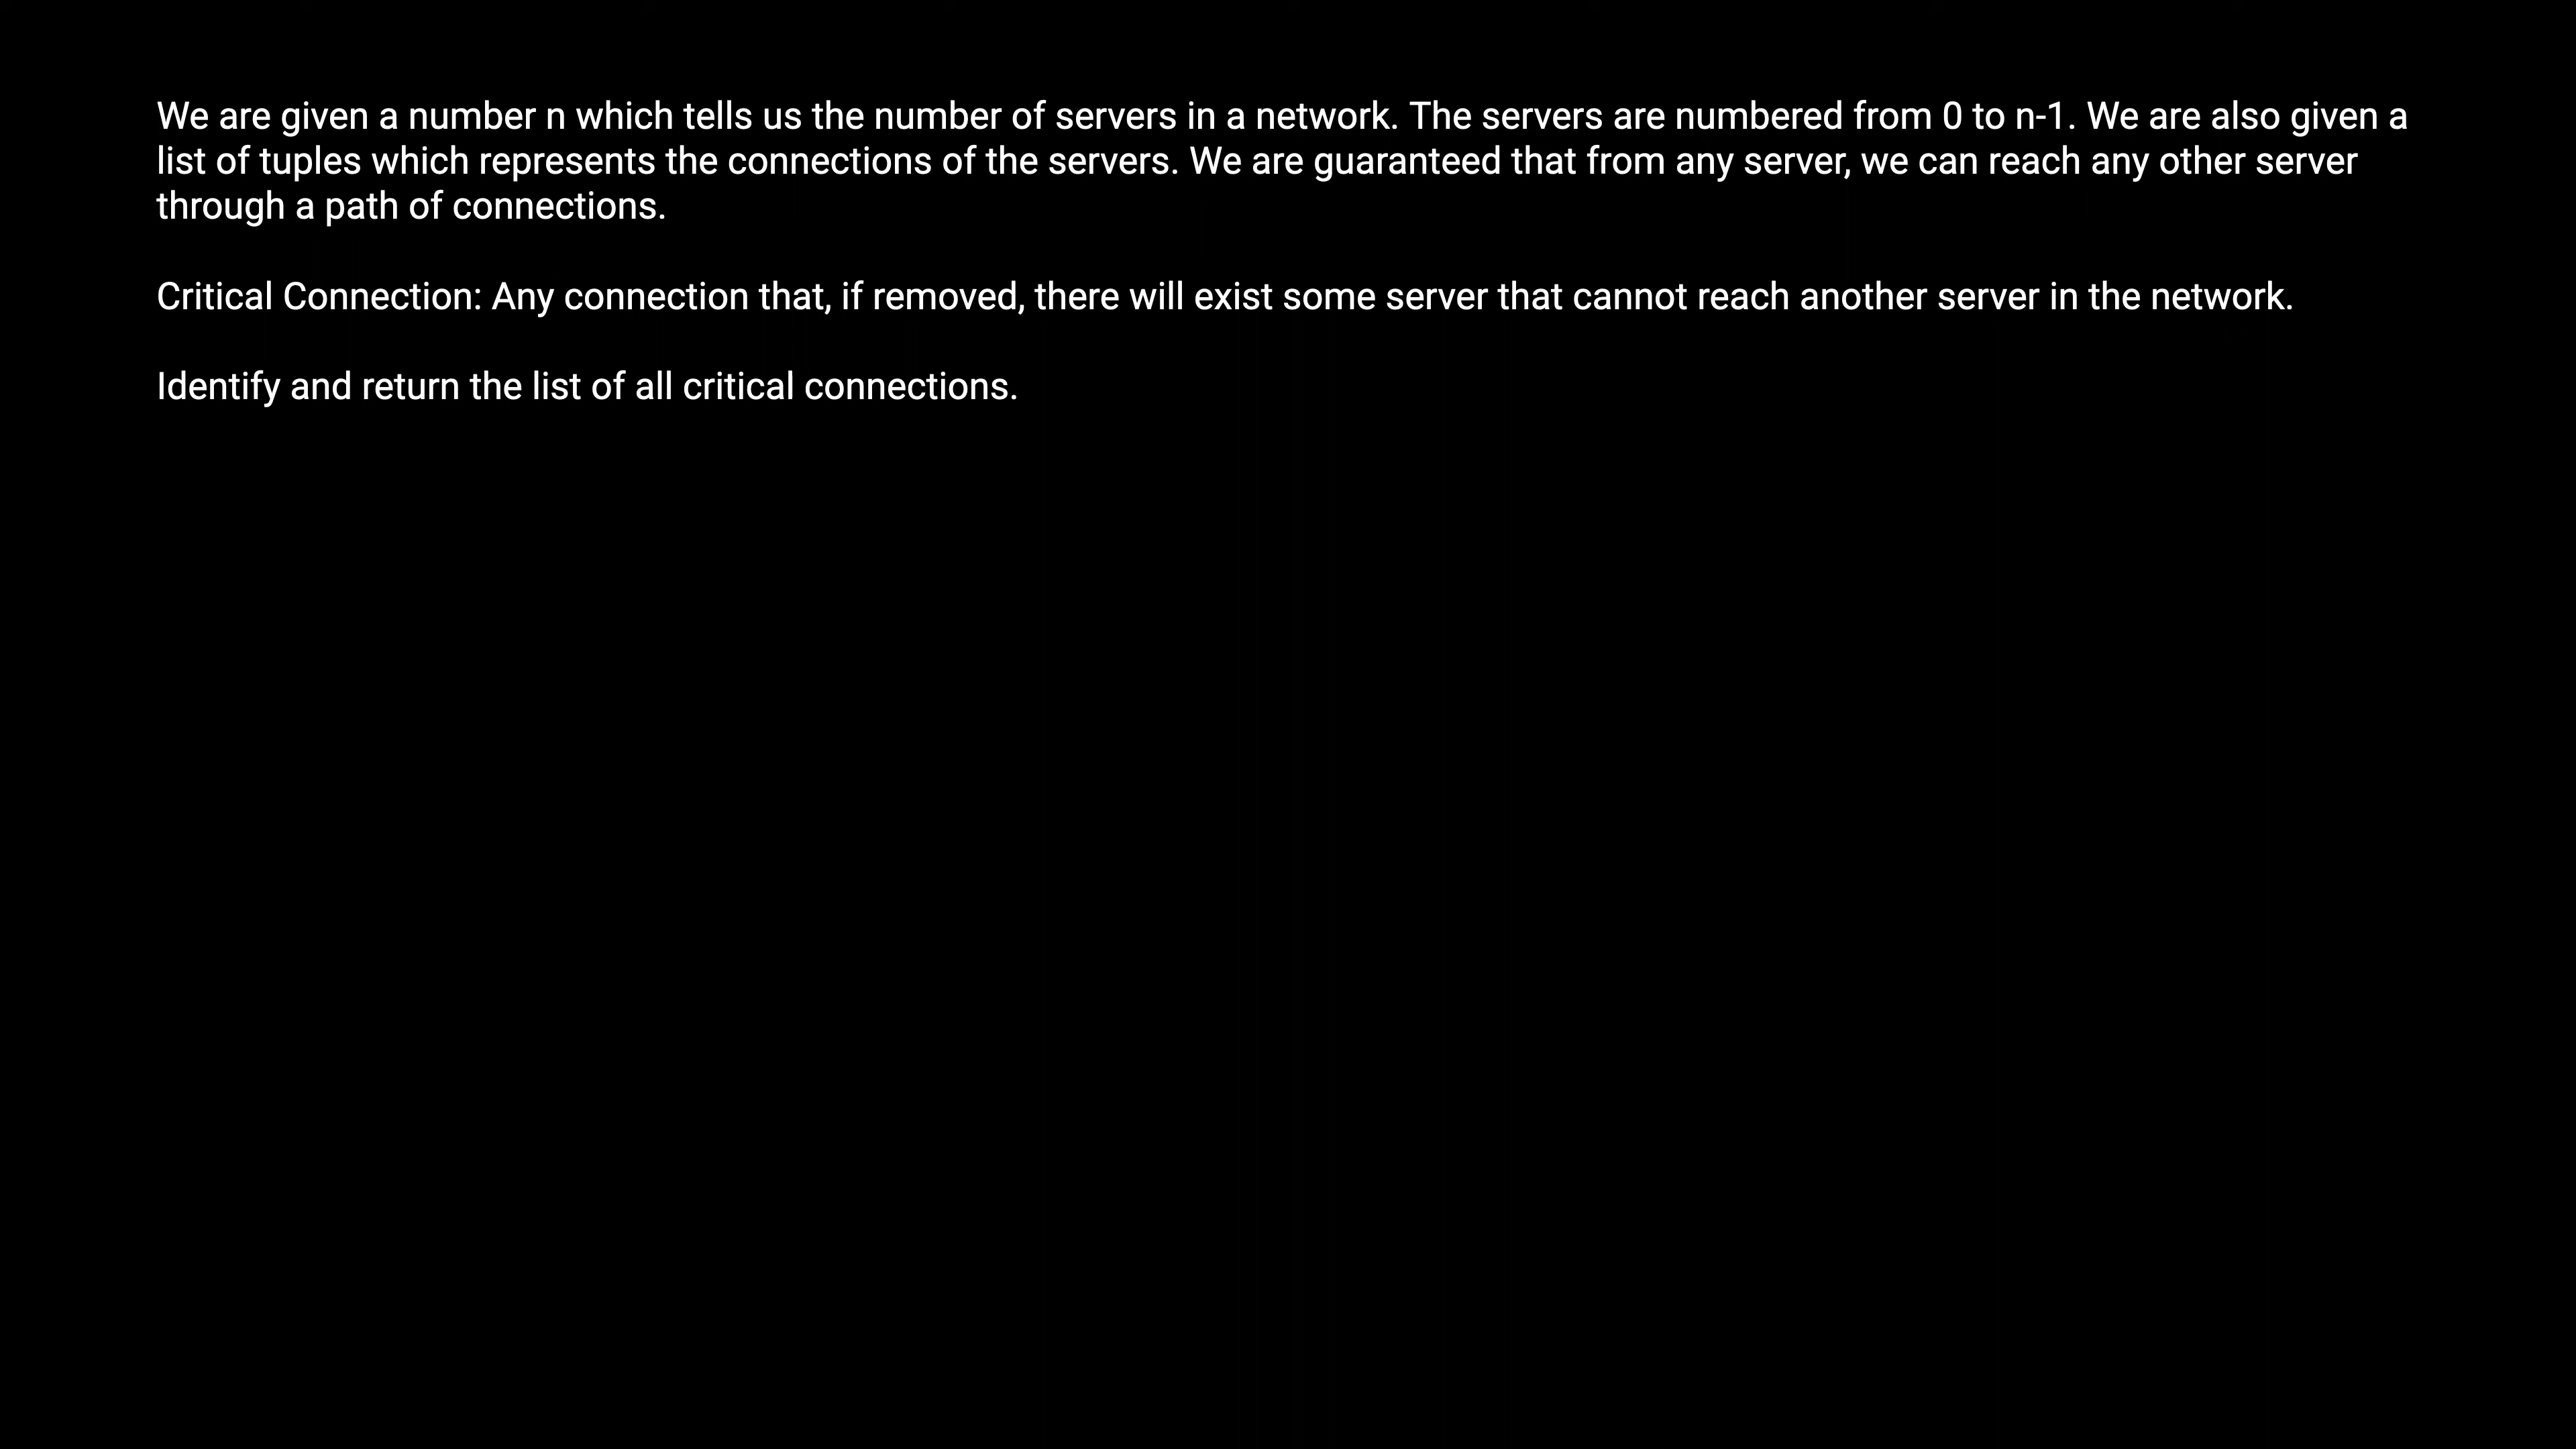 We are given a number n which tells us the number of servers in a network. The servers are numbered from 0 to n-1. We are also given a
list of tuples which represents the connections of the servers. We are guaranteed that from any server, we can reach any other server
through a path of connections.
Critical Connection: Any connection that, if removed, there will exist some server that cannot reach another server in the network.
Identify and return the list of all critical connections.